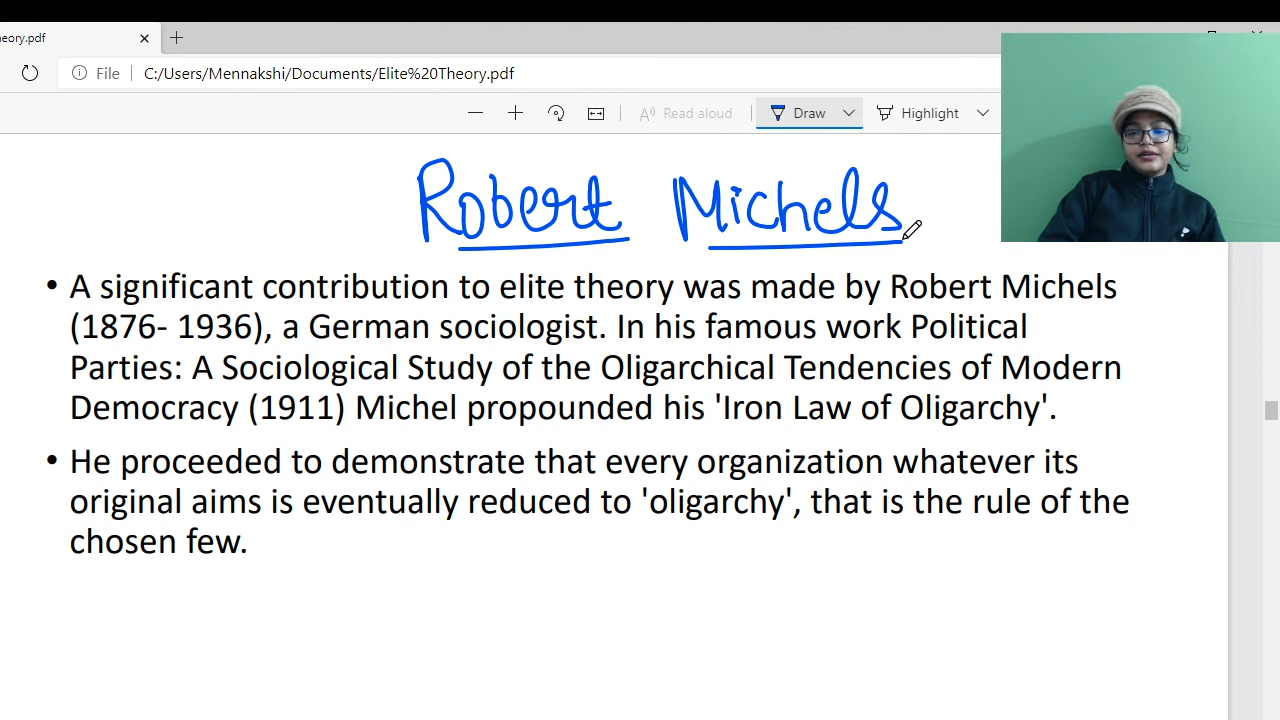 eory.pdf
File
C:/Users/Mennakshi/Documents/Elite%20Theory.pdf
Read aloud
Draw
Highlight
Robert Michels
• A significant contribution to elite theory was made by Robert Michels
(1876- 1936), a German sociologist. In his famous work Political
Parties: A Sociological Study of the Oligarchical Tendencies of Modern
Democracy (1911) Michel propounded his 'Iron Law of Oligarchy'.
• He proceeded to demonstrate that every organization whatever its
original aims is eventually reduced to 'oligarchy', that is the rule of the
chosen few.